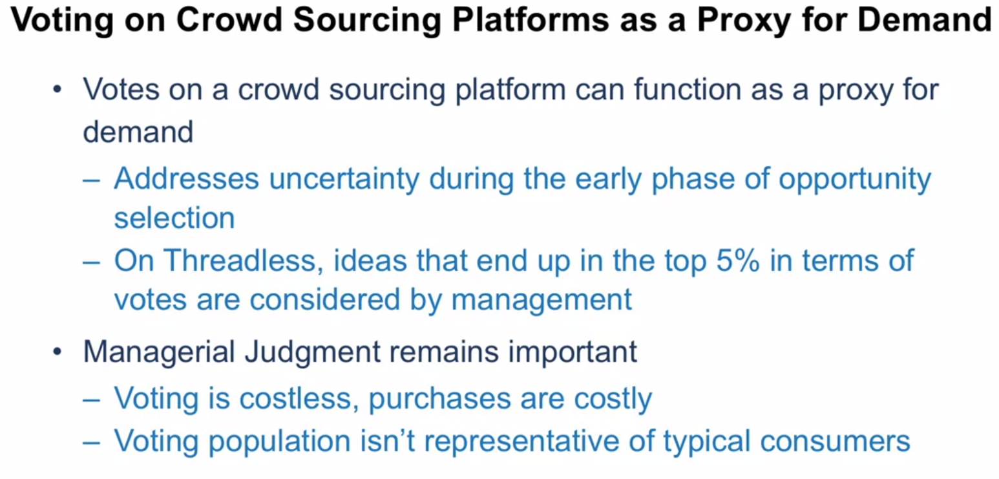 Voting on Crowd Sourcing Platforms as a Proxy for Demand
• Votes on a crowd sourcing platform can function as a proxy for
demand
– Addresses uncertainty during the early phase of opportunity
selection
– On Threadless, ideas that end up in the top 5% in terms of
votes are considered by management
• Managerial Judgment remains important
– Voting is costless, purchases are costly
– Voting population isn’t representative of typical consumers